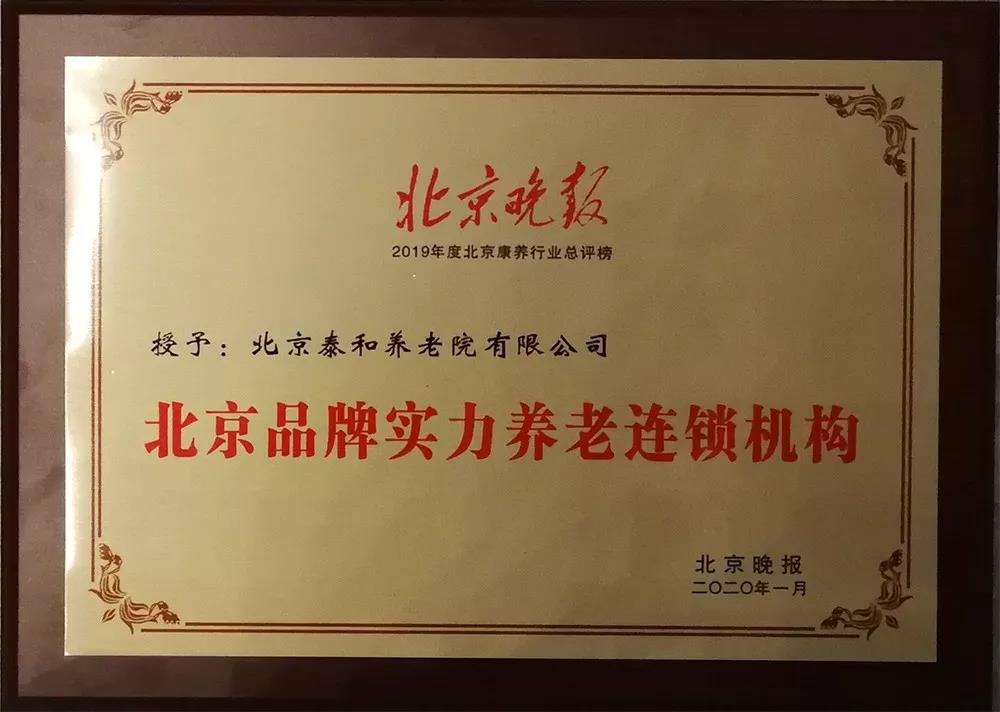 北京晚报
2019年度北京康养行业总评榜
授予：北京泰和养老院有限公司
北京品牌实力养老连锁机构
北京晚报
二〇二〇年一月